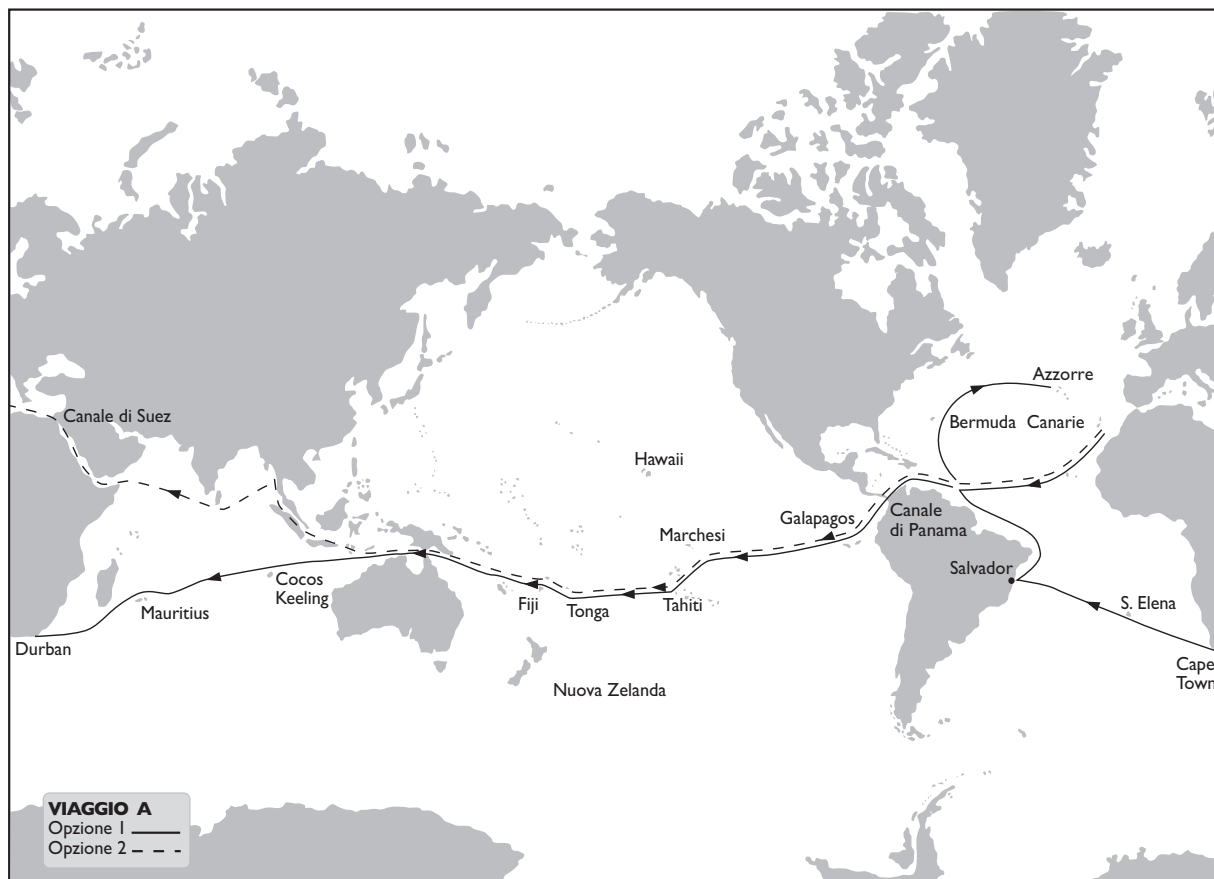 Azzorre
Canale di Suez
Bermuda Canarie
Hawaii
Galapagos
Canale
di Panama
Marchesi
Salvador
Cocos
Keeling
Mauritius
Fiji
Tonga
Tahiti
S. Elena
Durban
Cape
Town
Nuova Zelanda
VIAGGIO A
Opzione 1
Opzione 2